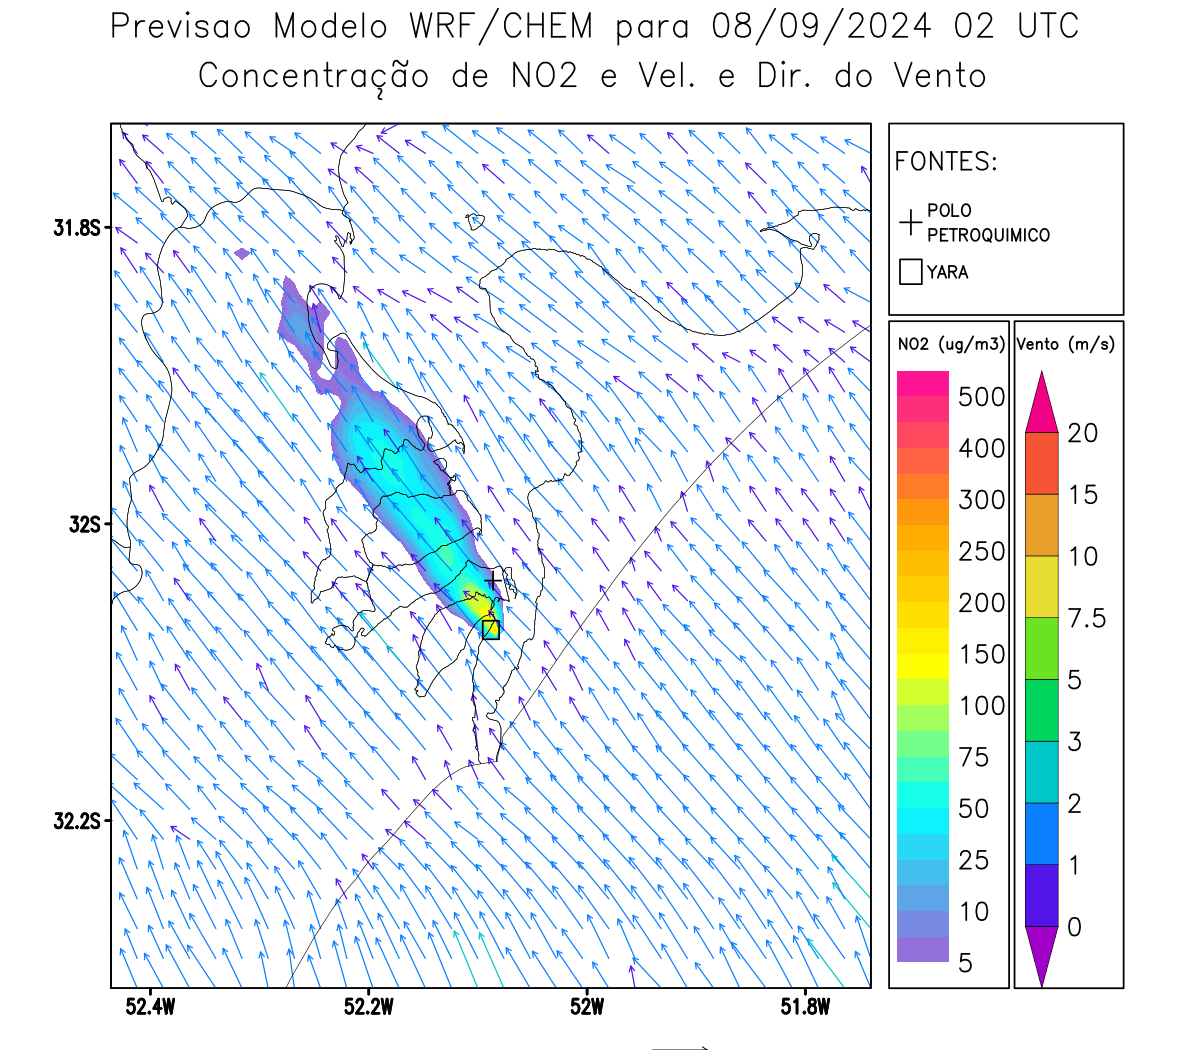 Previsao Modelo WRF/CHEM para 08/09/2024 02 UTC
Concentração de NO2 e Vel. e Dir. do Vento
FONTES:
POLO
PETROQUIMICO
YARA
NO2 (ug/m3)
500
400
300
250
200
150
100
75
50
25
10
5
Vento (m/s)
20
15
10
7.5
5
3
2
1
0
31.8S
32S
32.2S
52.4W
52.2W
52W
51.8W